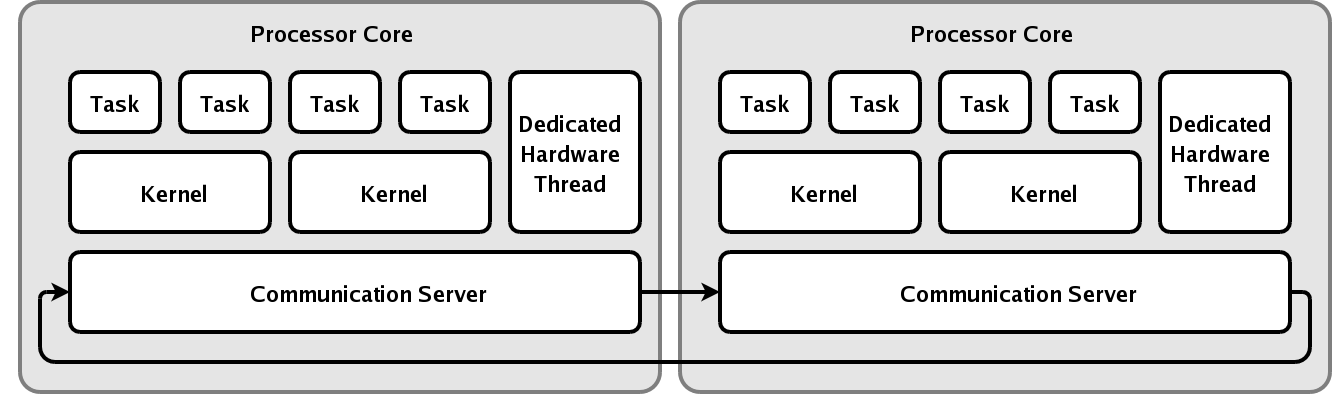 Processor Core
Task Task Task Task
Dedicated
Hardware
Thread
Kernel Kernel
Communication Server
Processor Core
Task Task Task Task
Dedicated
Hardware
Thread
Kernel Kernel
Communication Server